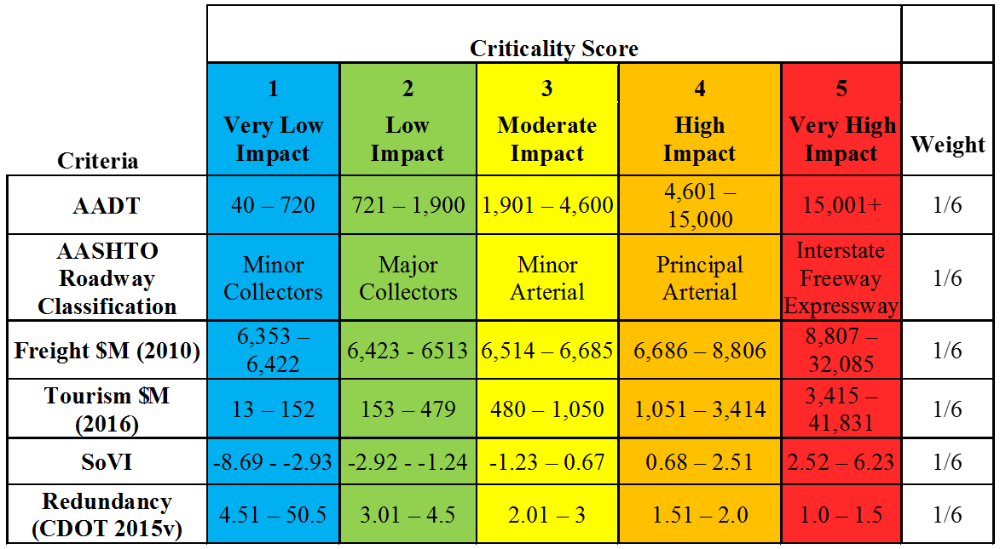 Criticality Score
1 2 3 4 5
Very Low Impact Low Impact Moderate Impact High Impact Very High Impact
Criteria Weight
AADT 40 – 720 721 – 1,900 1,901 – 4,600 4,601 – 15,000 15,001+ 1/6
AASHTO Roadway Classification Minor Collectors Major Collectors Minor Arterial Principal Arterial Interstate Freeway Expressway 1/6
Freight $M (2010) 6,353 – 6,422 6,423 - 6513 6,514 – 6,685 6,686 – 8,806 8,807 – 32,085 1/6
Tourism $M (2016) 13 – 152 153 – 479 480 – 1,050 1,051 – 3,414 3,415 – 41,831 1/6
SoVI -8.69 - -2.93 -2.92 - -1.24 -1.23 – 0.67 0.68 – 2.51 2.52 – 6.23 1/6
Redundancy (CDOT 2015v) 4.51 – 50.5 3.01 – 4.5 2.01 – 3 1.51 – 2.0 1.0 – 1.5 1/6